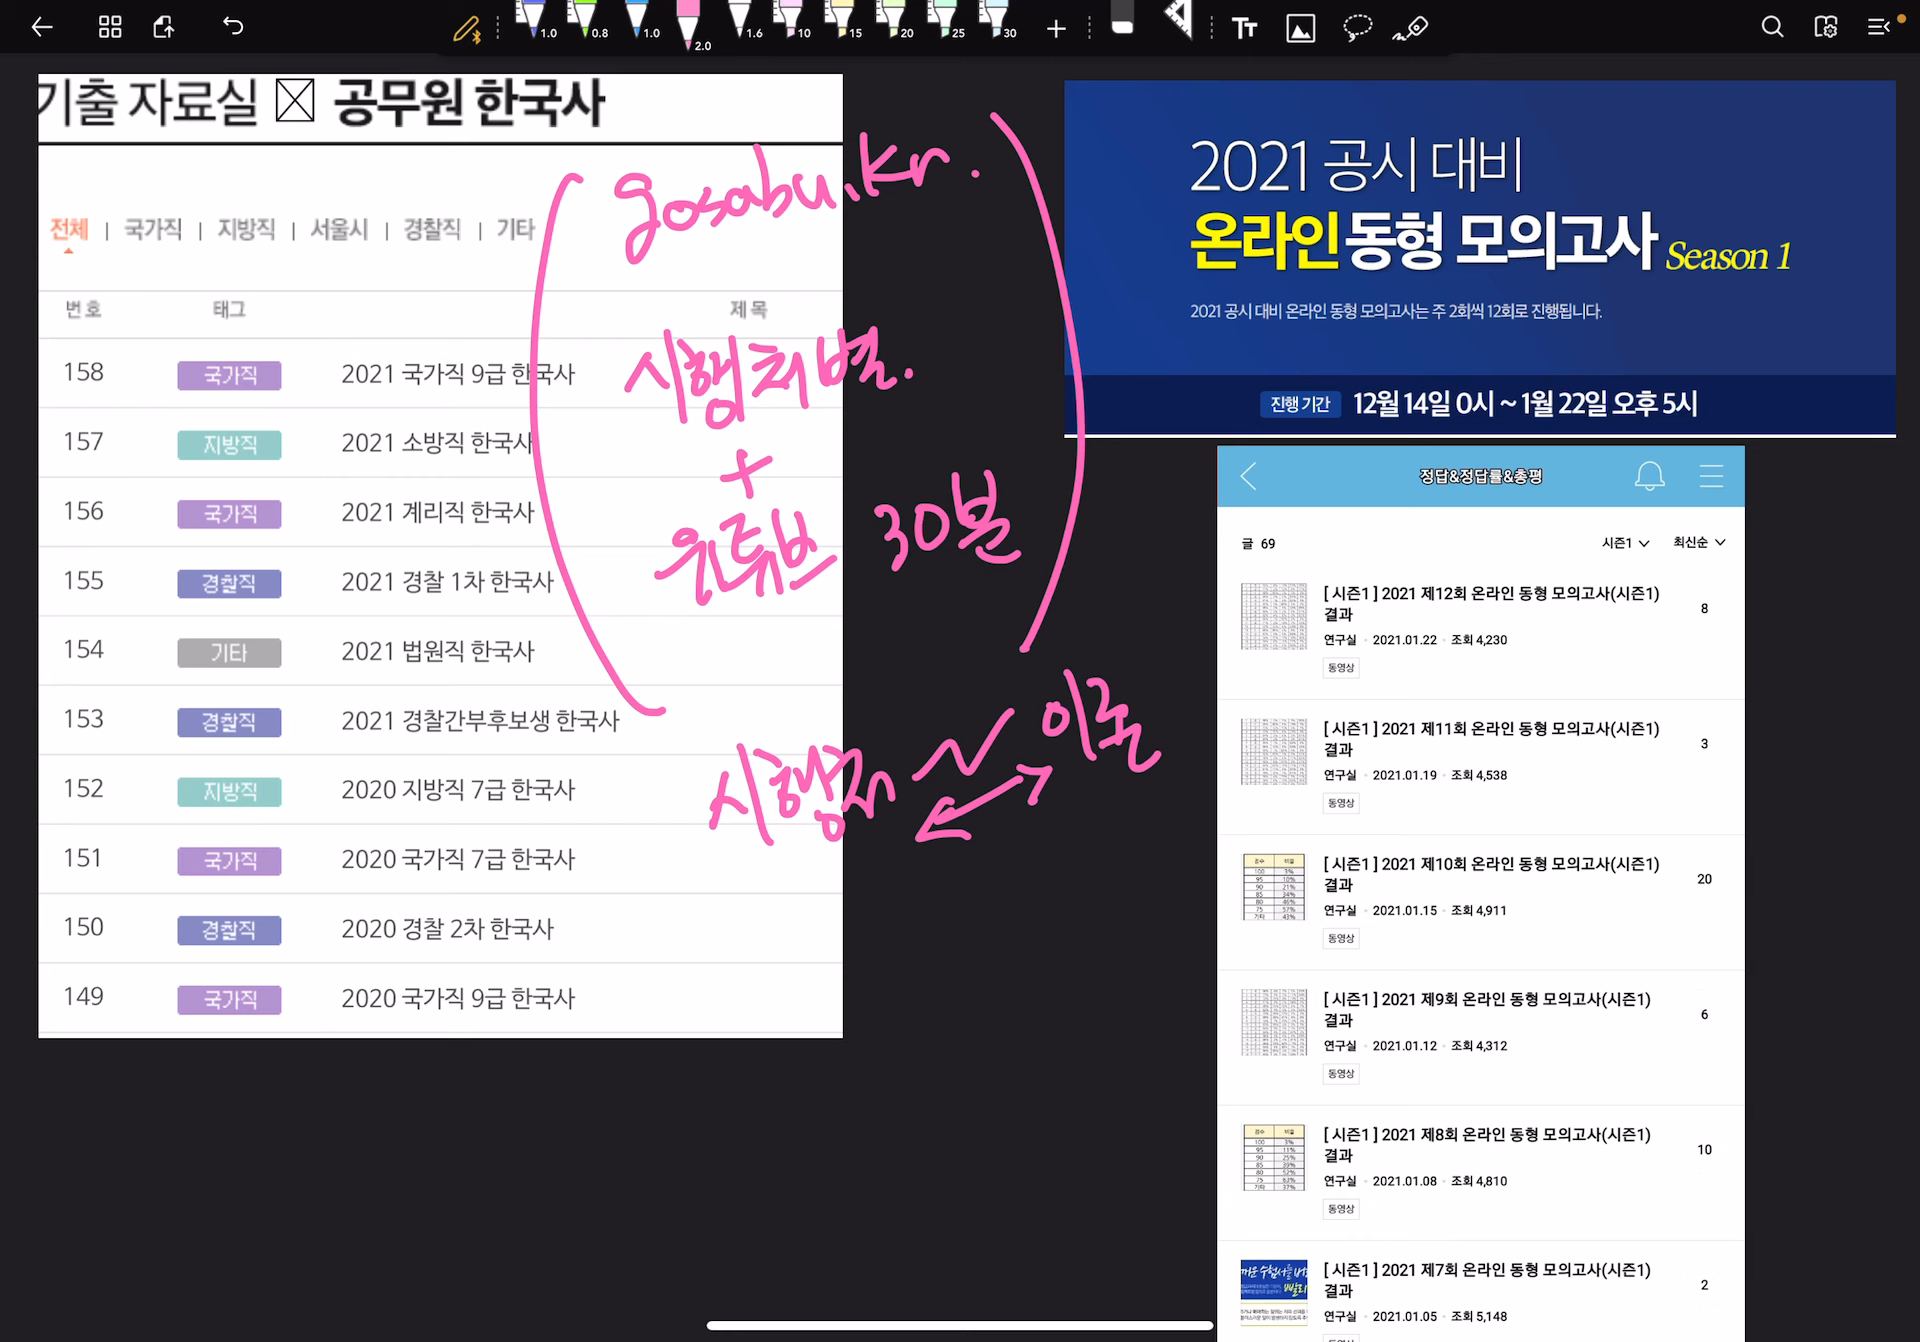 1.0
0.8
1.0
2.0
1.6
10
15
20
25
30
Tт
기출 자료실 공무원 한국사
전체 | 국가직 | 지방직 | 서울시 | 경찰직 | 기타
번호 태그 제목
158 국가직 2021 국가직 9급 한국사
157 지방직 2021 소방직 한국사
156 국가직 2021 계리직 한국사
155 경찰직 2021 경찰 1차 한국사
154 기타 2021 법원직 한국사
153 경찰직 2021 경찰간부후보생 한국사
152 지방직 2020 지방직 7급 한국사
151 국가직 2020 국가직 7급 한국사
150 경찰직 2020 경찰 2차 한국사
149 국가직 2020 국가직 9급 한국사
gosabu.kr.
시행처별.
+
유튜브 30분
시행처 ~ 이론
2021 공시 대비
온라인 동형 모의고사 Season 1
2021 공시 대비 온라인 동형 모의고사는 주 2회씩 12회로 진행됩니다.
진행 기간 12월 14일 0시 ~ 1월 22일 오후 5시
정답&정답률&총평
글 69 시즌1 최신순
[ 시즌1 ] 2021 제12회 온라인 동형 모의고사(시즌1)
결과
8
연구실 · 2021.01.22 · 조회 4,230
동영상
[ 시즌1 ] 2021 제11회 온라인 동형 모의고사(시즌1)
결과
3
연구실 · 2021.01.19 · 조회 4,538
동영상
[ 시즌1 ] 2021 제10회 온라인 동형 모의고사(시즌1)
결과
20
연구실 · 2021.01.15 · 조회 4,911
동영상
[ 시즌1 ] 2021 제9회 온라인 동형 모의고사(시즌1)
결과
6
연구실 · 2021.01.12 · 조회 4,312
동영상
[ 시즌1 ] 2021 제8회 온라인 동형 모의고사(시즌1)
결과
10
연구실 · 2021.01.08 · 조회 4,810
동영상
[ 시즌1 ] 2021 제7회 온라인 동형 모의고사(시즌1)
결과
2
연구실 · 2021.01.05 · 조회 5,148